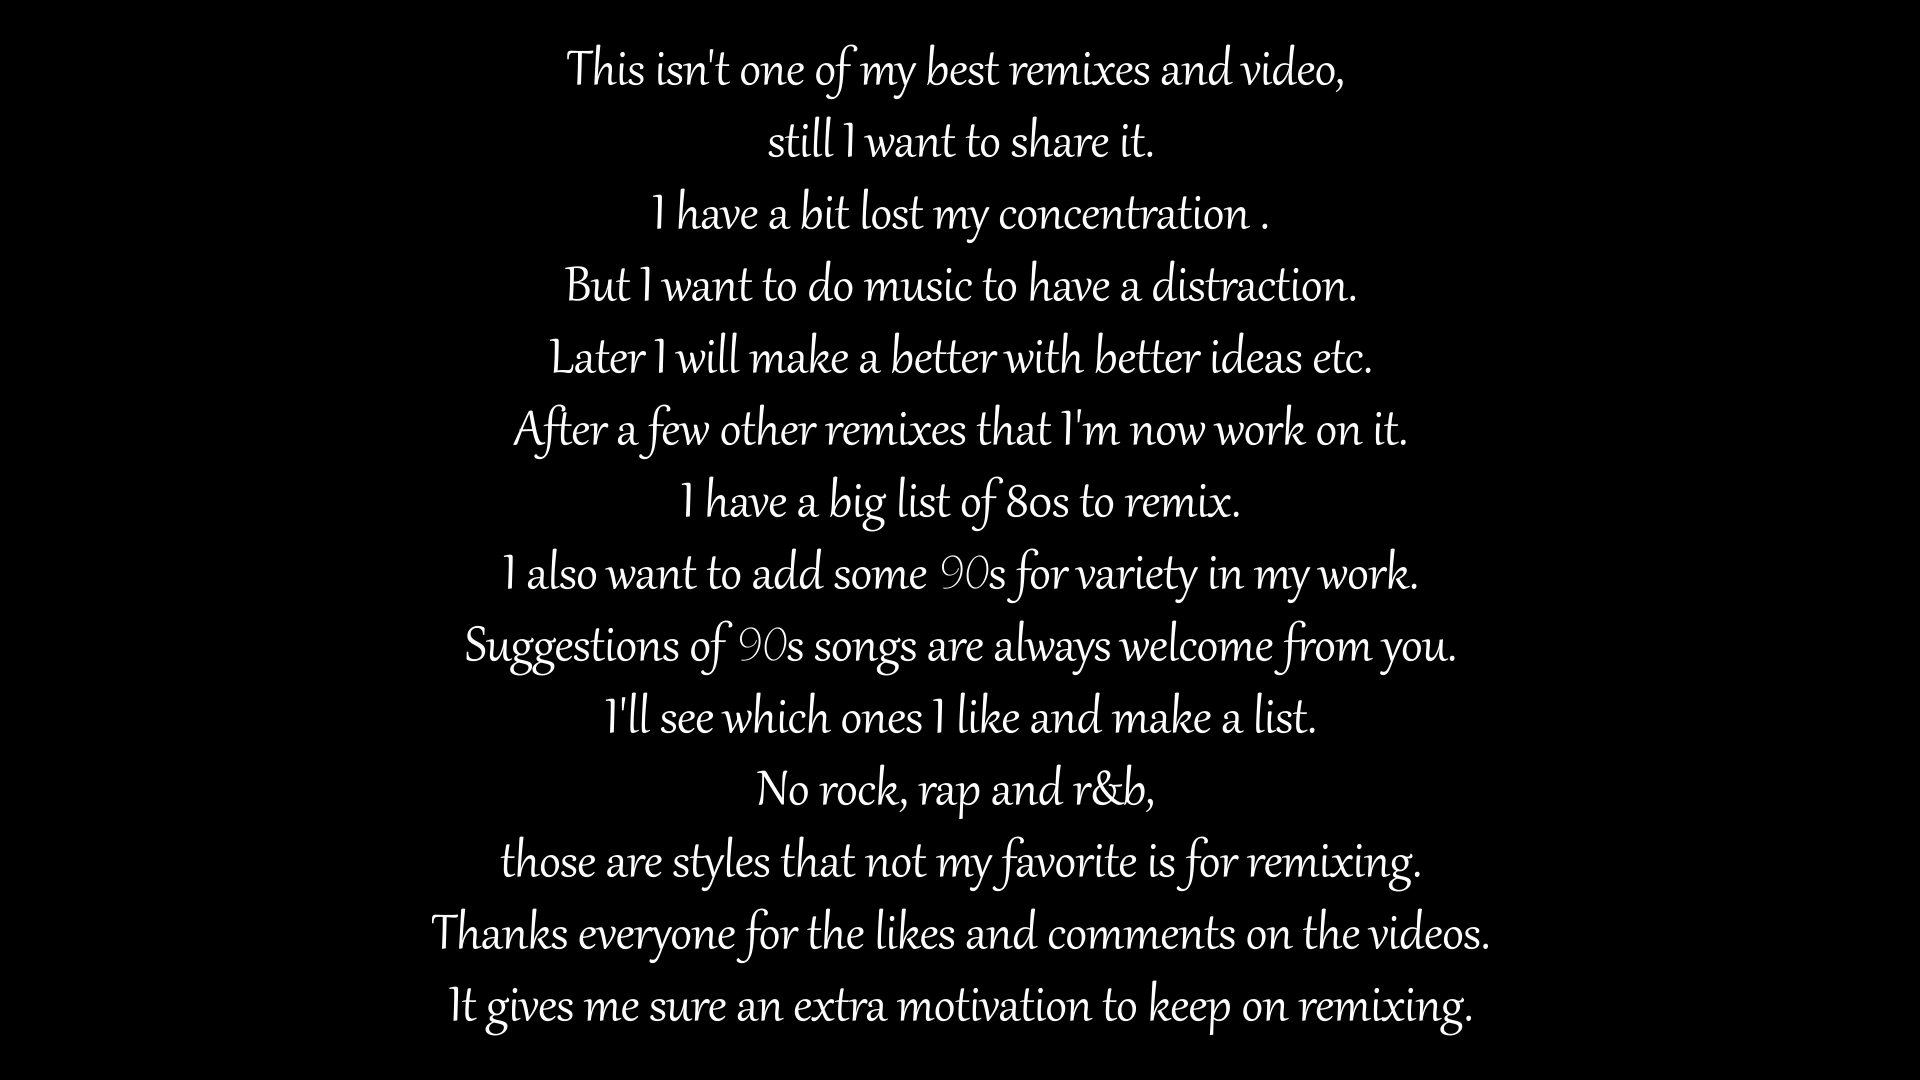 This isn't one of my best remixes and video,
still I want to share it.
I have a bit lost my concentration .
But I want to do music to have a distraction.
Later I will make a better with better ideas etc.
After a few other remixes that I'm now work on it.
I have a big list of 80s to remix.
I also want to add some 90s for variety in my work.
Suggestions of 90s songs are always welcome from you.
I'll see which ones I like and make a list.
No rock, rap and r&b,
those are styles that not my favorite is for remixing.
Thanks everyone for the likes and comments on the videos.
It gives me sure an extra motivation to keep on remixing.